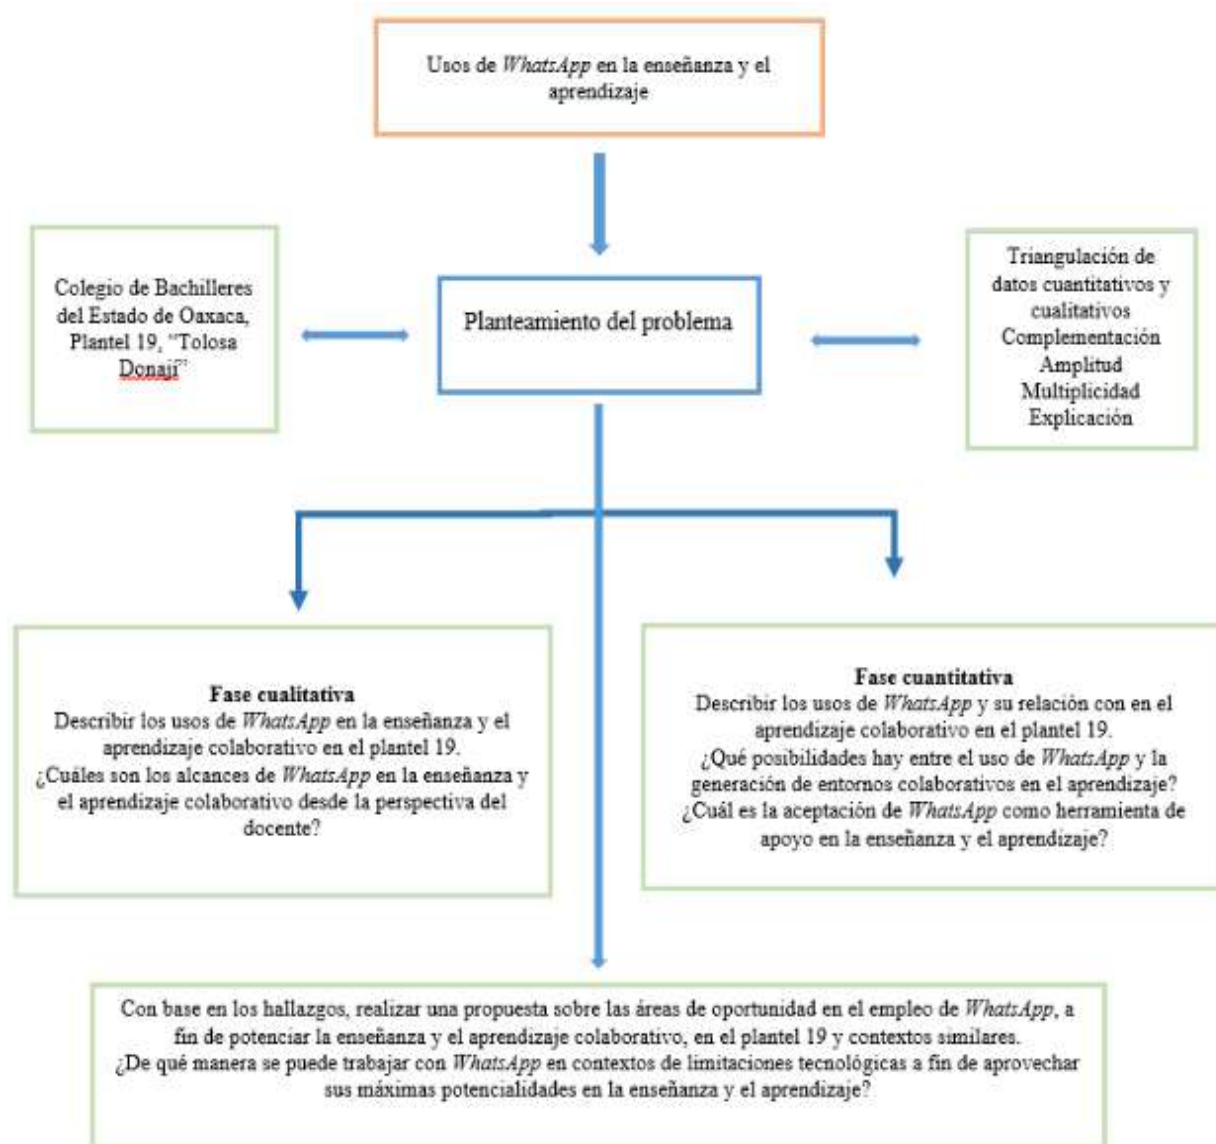 Usos de WhatsApp en la enseñanza y el
aprendizaje
Colegio de Bachilleres
del Estado de Oaxaca,
Plantel 19, “Tolosa
Donají”
Planteamiento del problema
Triangulación de
datos cuantitativos y
cualitativos
Complementación
Amplitud
Multiplicidad
Explicación
Fase cualitativa
Describir los usos de WhatsApp en la enseñanza y el
aprendizaje colaborativo en el plantel 19.
¿Cuáles son los alcances de WhatsApp en la enseñanza y
el aprendizaje colaborativo desde la perspectiva del
docente?
Fase cuantitativa
Describir los usos de WhatsApp y su relación con en el
aprendizaje colaborativo en el plantel 19.
¿Qué posibilidades hay entre el uso de WhatsApp y la
generación de entornos colaborativos en el aprendizaje?
¿Cuál es la aceptación de WhatsApp como herramienta de
apoyo en la enseñanza y el aprendizaje?
Con base en los hallazgos, realizar una propuesta sobre las áreas de oportunidad en el empleo de WhatsApp, a
fin de potenciar la enseñanza y el aprendizaje colaborativo, en el plantel 19 y contextos similares.
¿De qué manera se puede trabajar con WhatsApp en contextos de limitaciones tecnológicas a fin de aprovechar
sus máximas potencialidades en la enseñanza y el aprendizaje?